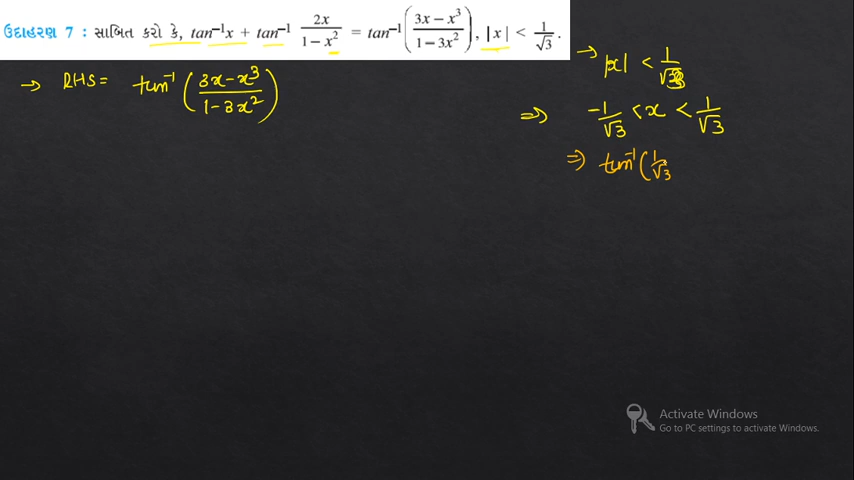 ઉદાહરણ 7 : સાબિત કરો કે, tan⁻¹x + tan⁻¹ 2x/(1 − x²) = tan⁻¹((3x − x³)/(1 − 3x²)), |x| < 1/√3.
→ RHS = tan⁻¹((3x − x³)/(1 − 3x²))
→ |x| < 1/√3
⇒ −1/√3 < x < 1/√3
⇒ tan⁻¹(1/√3
Activate Windows
Go to PC settings to activate Windows.